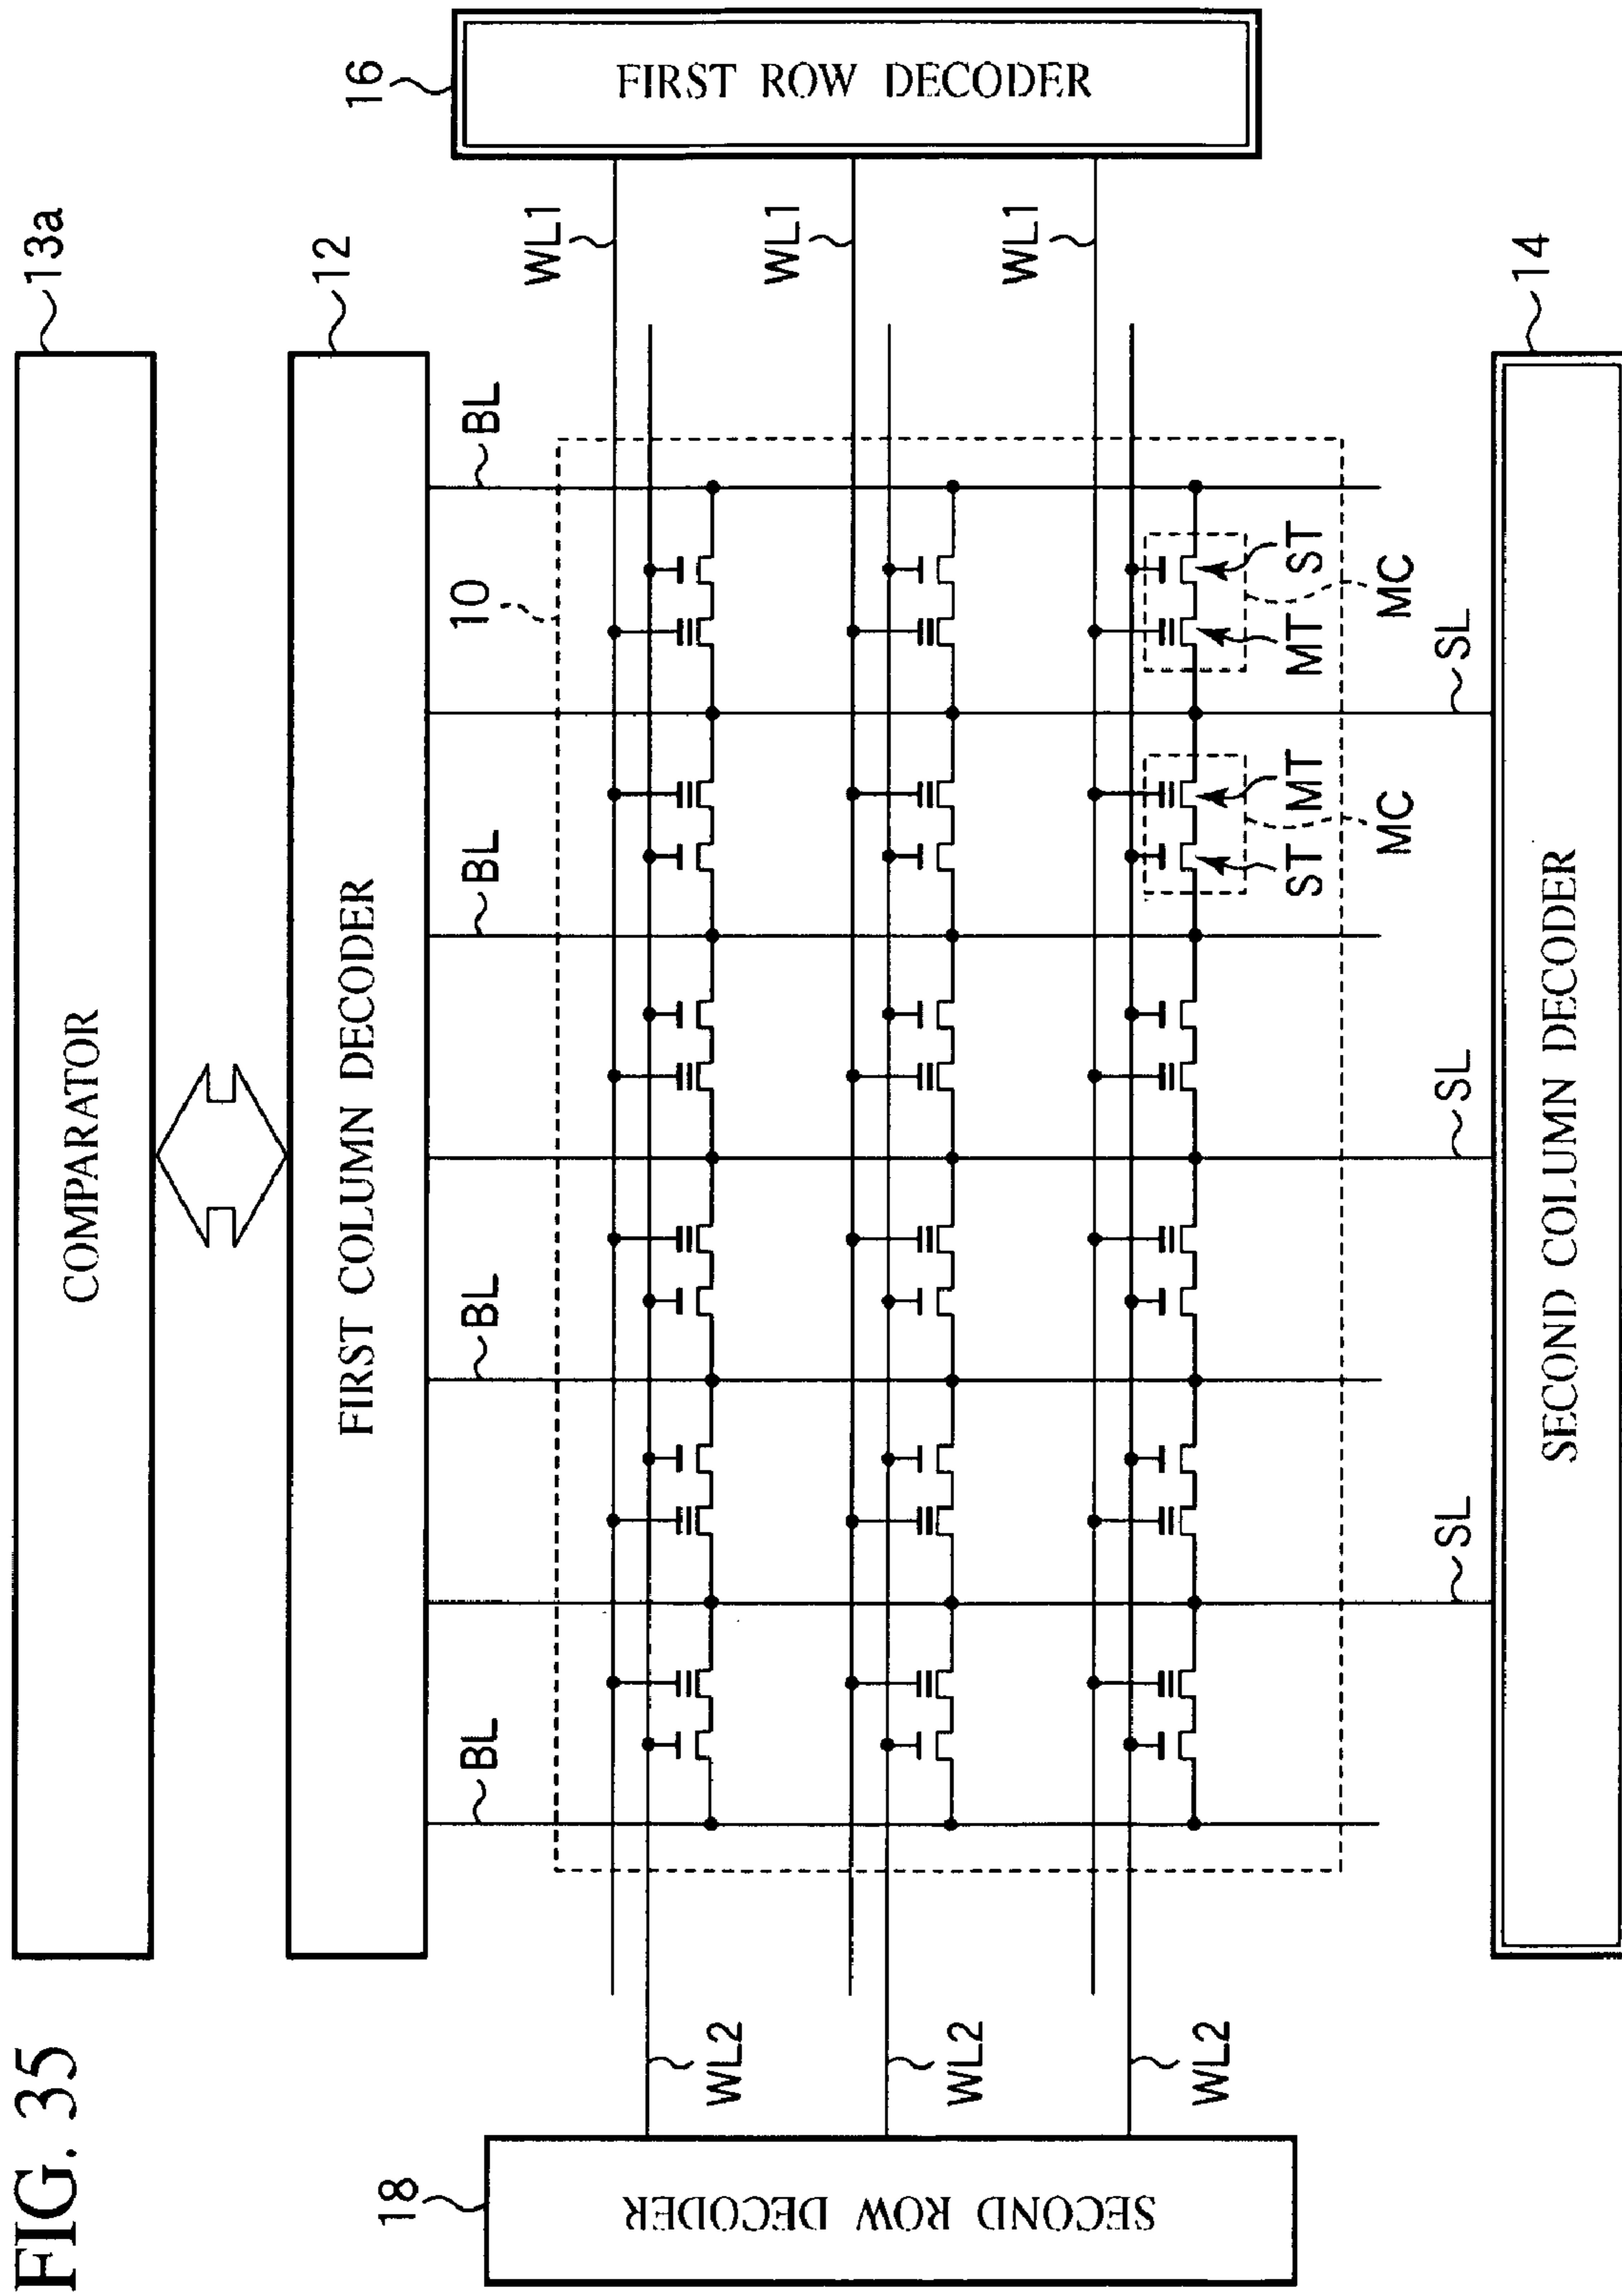 FIG. 35
COMPARATOR
13a
FIRST COLUMN DECODER
12
BL
BL
BL
BL
10
16
FIRST ROW DECODER
WL1
WL1
WL1
18
SECOND ROW DECODER
WL2
WL2
WL2
ST
MT
MC
MT
ST
MC
SL
SL
SL
SECOND COLUMN DECODER
14